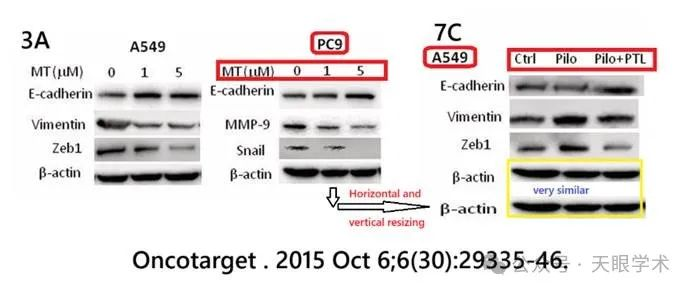 3A
A549
MT(μM) 0 1 5
E-cadherin
Vimentin
Zeb1
β-actin
PC9
MT(μM) 0 1 5
E-cadherin
MMP-9
Snail
β-actin
Horizontal and
vertical resizing
7C
A549 Ctrl Pilo Pilo+PTL
E-cadherin
Vimentin
Zeb1
β-actin
very similar
β-actin
Oncotarget . 2015 Oct 6;6(30):29335-46.
公众号 · 天眼学术